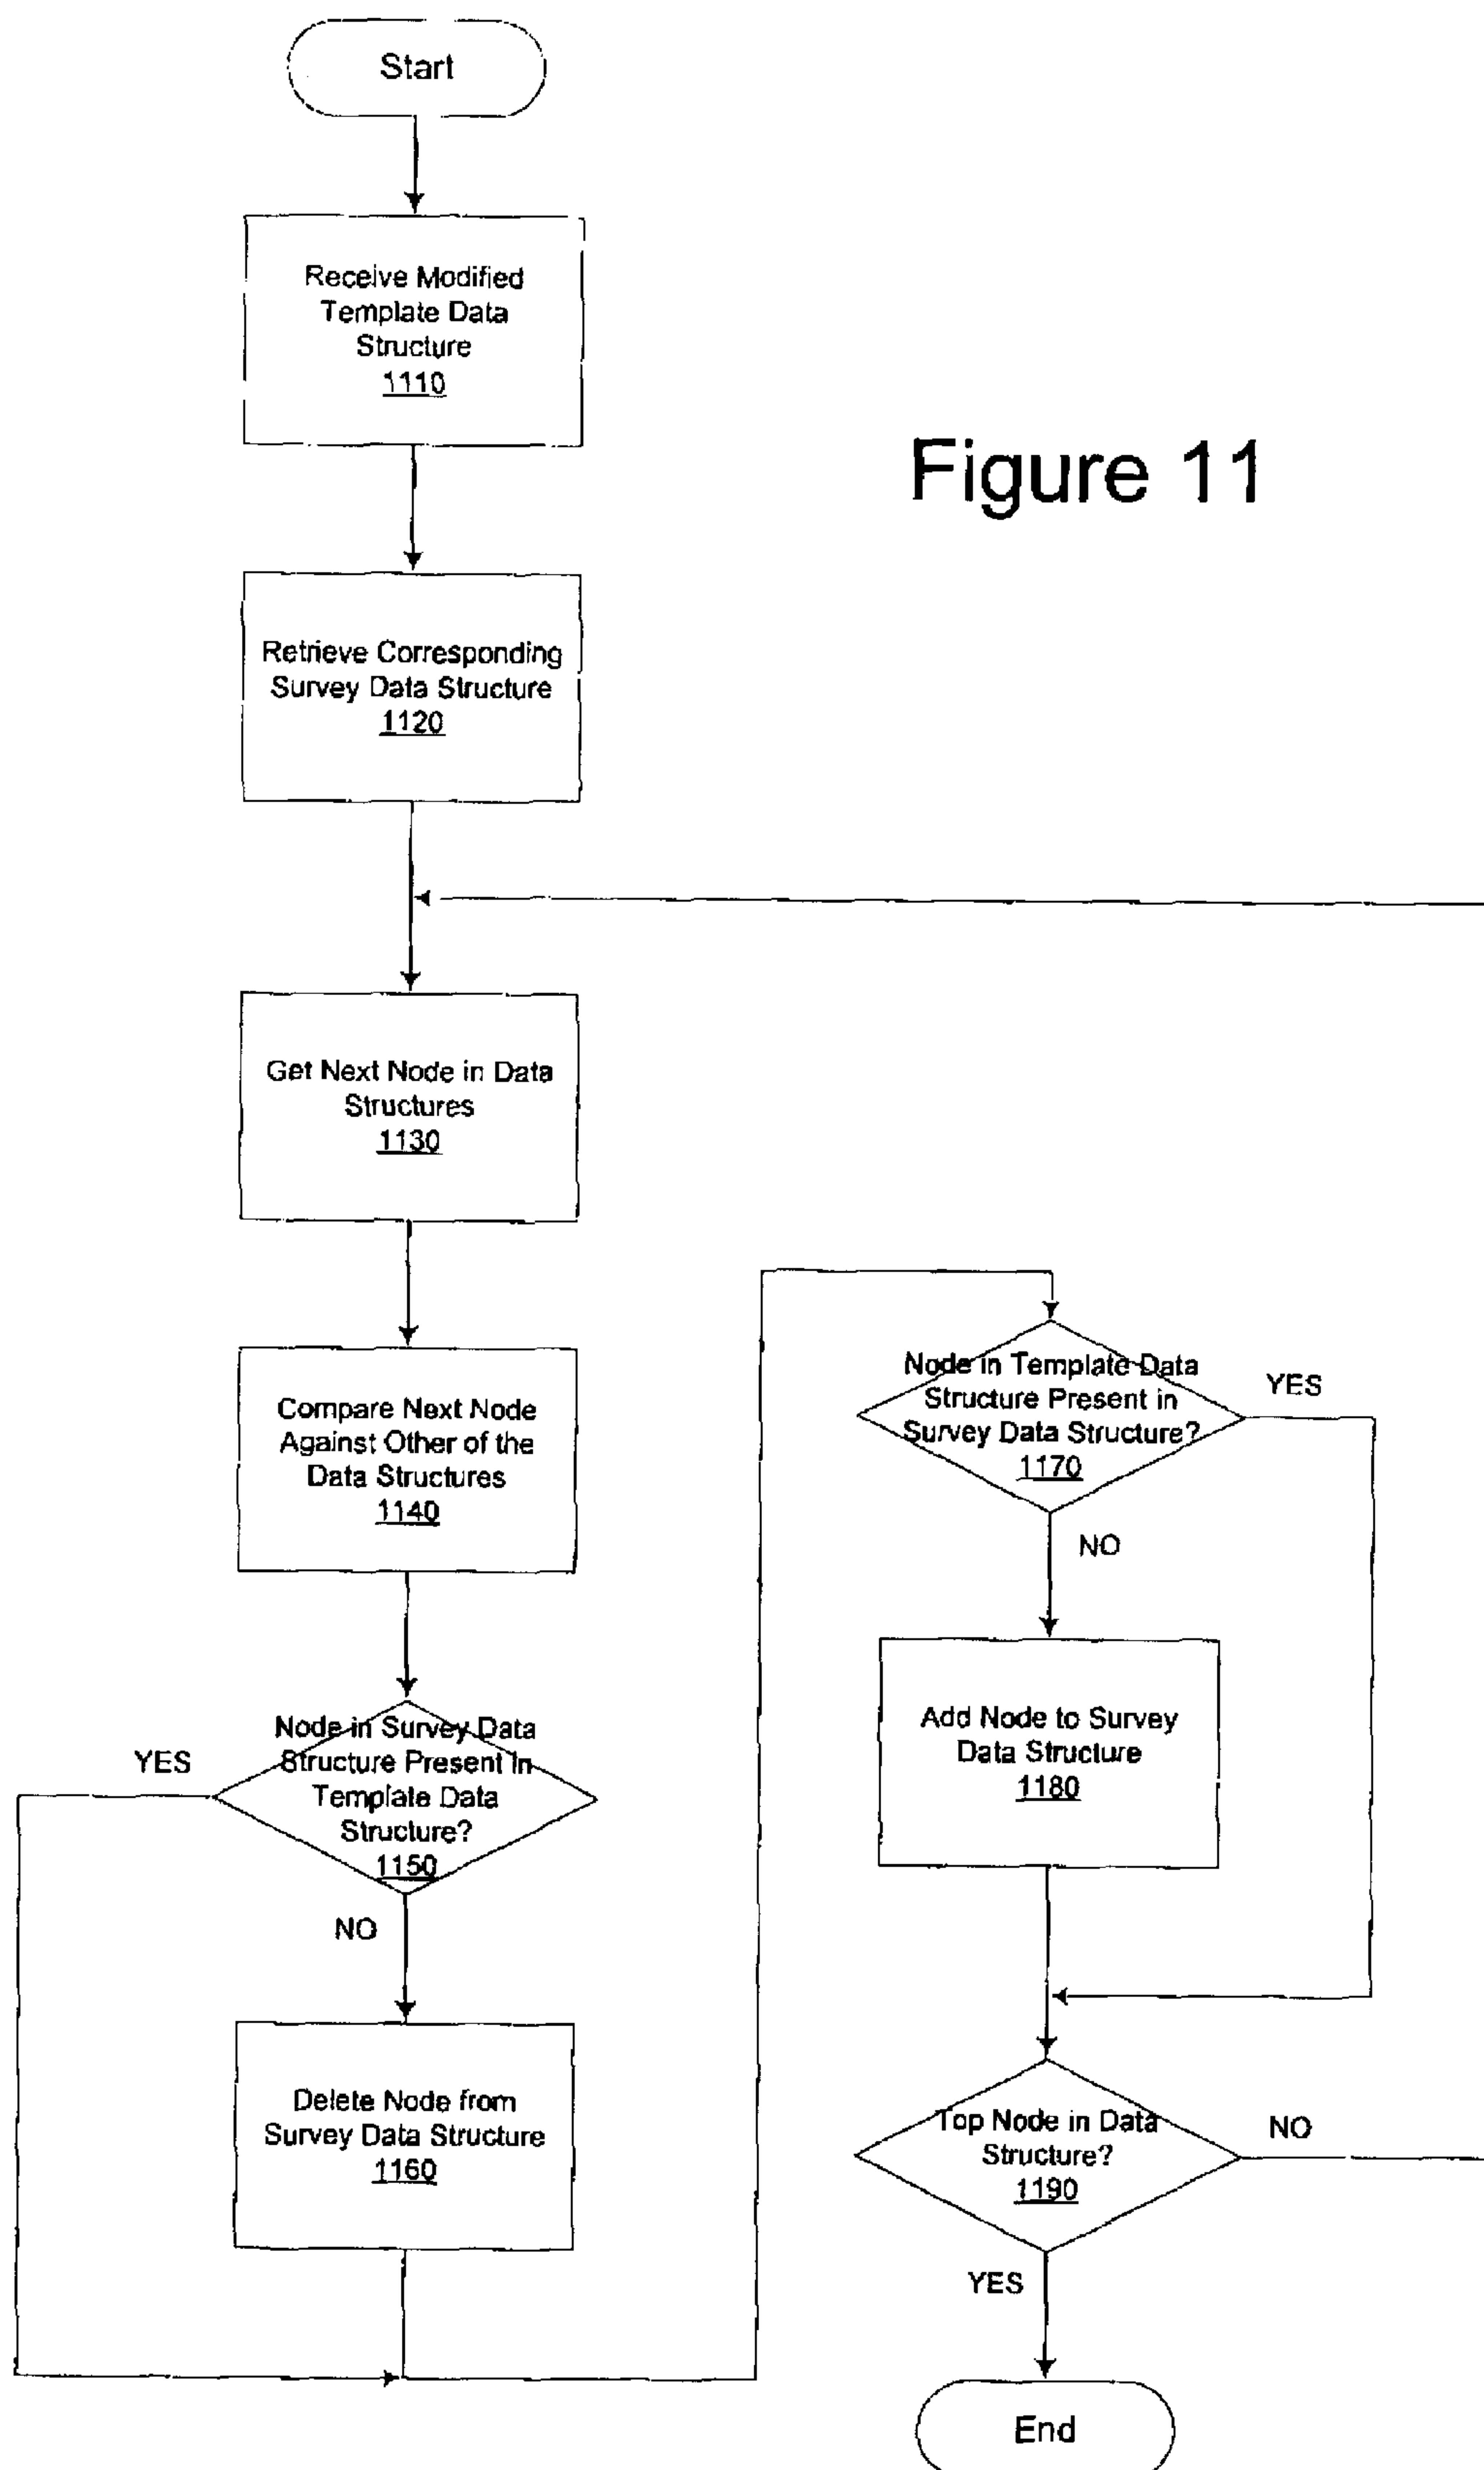 Start
Receive Modified
Template Data
Structure
1110
Figure 11
Retrieve Corresponding
Survey Data Structure
1120
Get Next Node in Data
Structures
1130
Compare Next Node
Against Other of the
Data Structures
1140
Node in Survey Data
Structure Present In
Template Data
Structure?
1150
YES
NO
Delete Node from
Survey Data Structure
1160
Node in Template Data
Structure Present in
Survey Data Structure?
1170
YES
NO
Add Node to Survey
Data Structure
1180
Top Node in Data
Structure?
1190
NO
YES
End